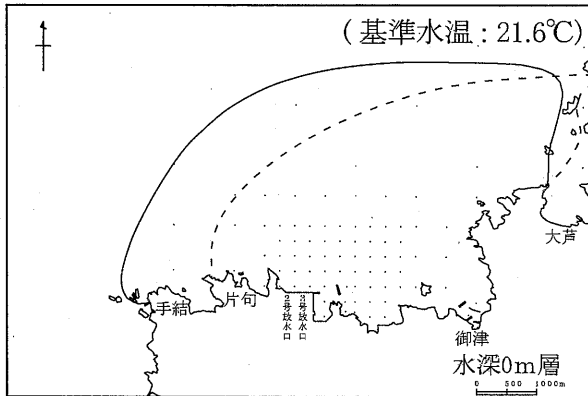 (基準水温：21.6℃)
大芦
手結
片句
2号放水口
3号放水口
御津
水深0m層
0 500 1000m